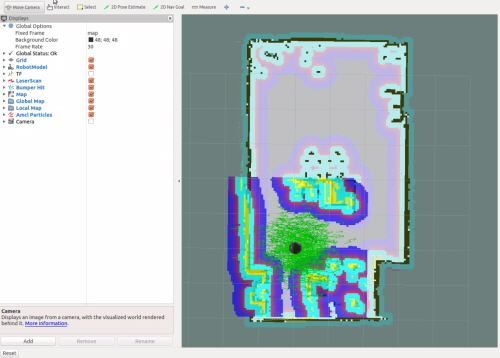 Move Camera Interact Select 2D Pose Estimate 2D Nav Goal Measure
Displays
Global Options
Fixed Frame map
Background Color 48; 48; 48
Frame Rate 30
Global Status: Ok
Grid
RobotModel
TF
LaserScan
Bumper Hit
Map
Global Map
Local Map
Amcl Particles
Camera
Camera
Displays an image from a camera, with the visualized world rendered
behind it. More Information.
Add Remove Rename
Reset